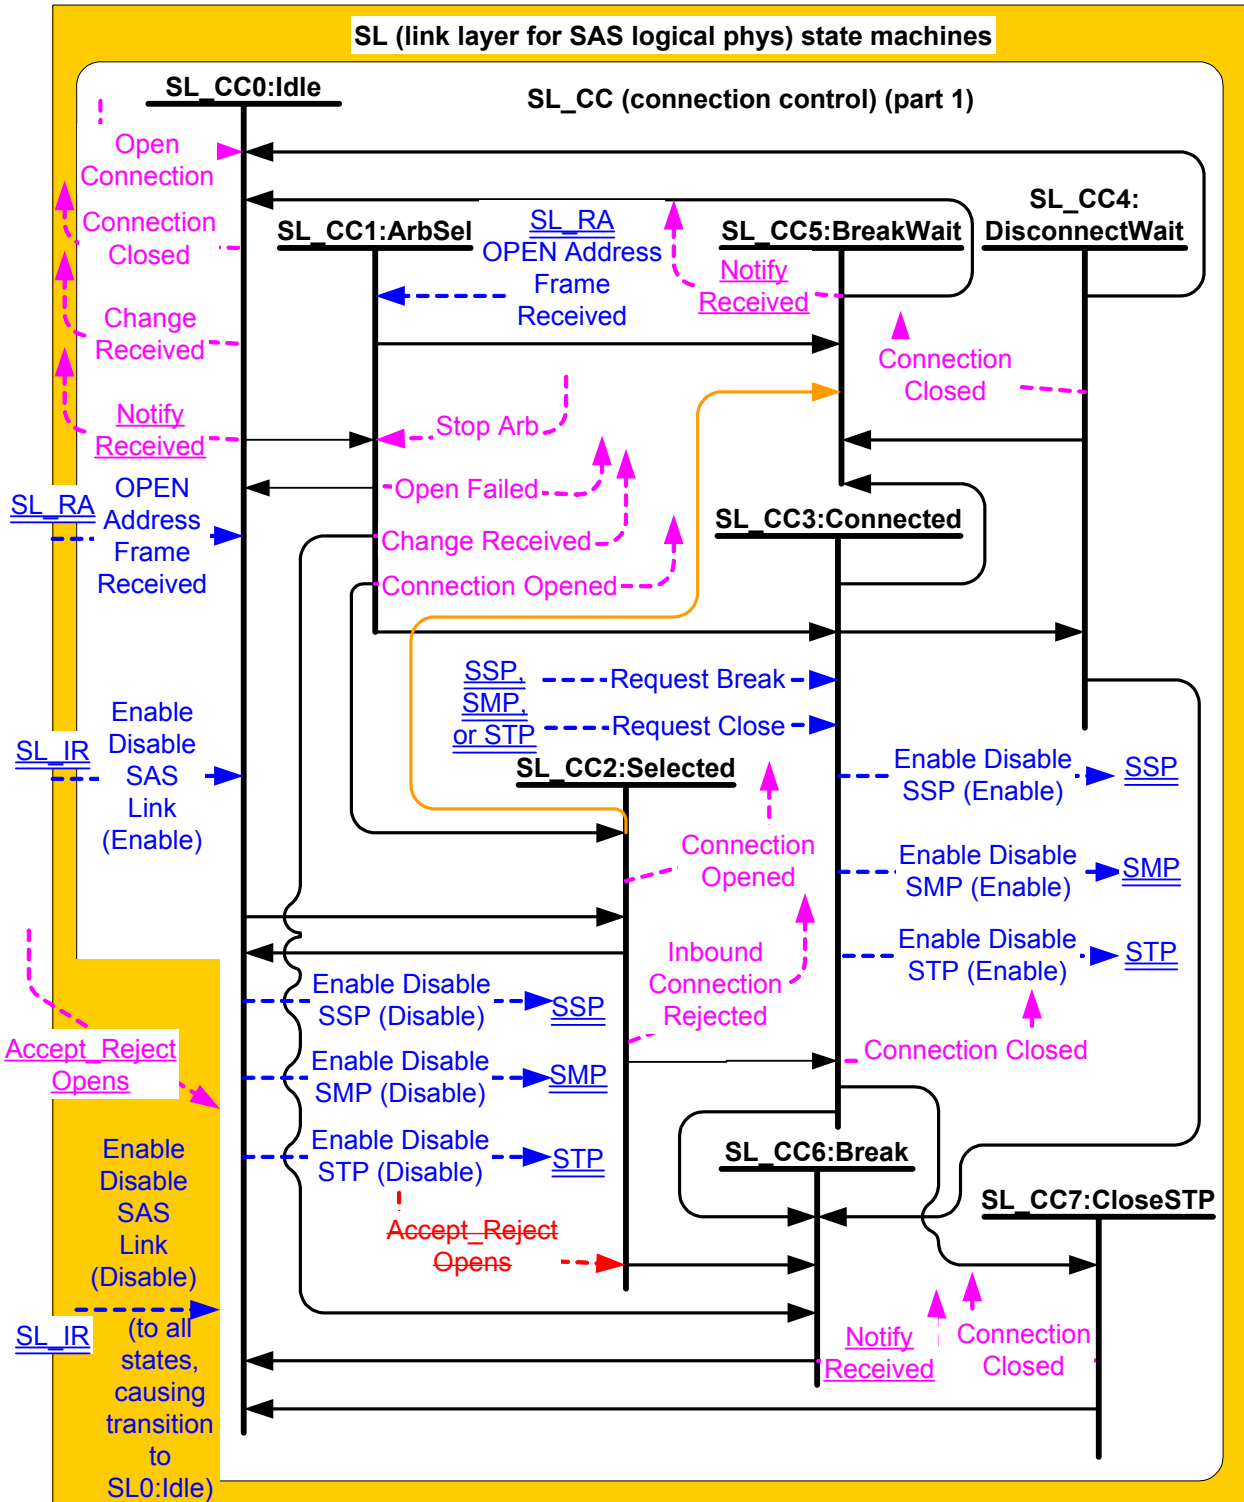 SL (link layer for SAS logical phys) state machines
SL_CC0:Idle
SL_CC (connection control) (part 1)
Open
Connection
Connection
Closed
SL_CC1:ArbSel
SL_RA
OPEN Address
Frame
Received
SL_CC5:BreakWait
SL_CC4:
DisconnectWait
Notify
Received
Change
Received
Connection
Closed
Notify
Received
Stop Arb
Open Failed
SL_RA
OPEN
Address
Frame
Received
Change Received
Connection Opened
SL_CC3:Connected
SSP,
SMP,
or STP
Request Break
Request Close
SL_IR
Enable
Disable
SAS
Link
(Enable)
SL_CC2:Selected
Enable Disable
SSP (Enable)
SSP
Connection
Opened
Enable Disable
SMP (Enable)
SMP
Inbound
Connection
Rejected
Enable Disable
STP (Enable)
STP
Enable Disable
SSP (Disable)
SSP
Connection Closed
Accept_Reject
Opens
Enable Disable
SMP (Disable)
SMP
Enable Disable
STP (Disable)
STP
SL_CC6:Break
SL_CC7:CloseSTP
Accept_Reject
Opens
Enable
Disable
SAS
Link
(Disable)
SL_IR
(to all
states,
causing
transition
to
SL0:Idle)
Notify
Received
Connection
Closed